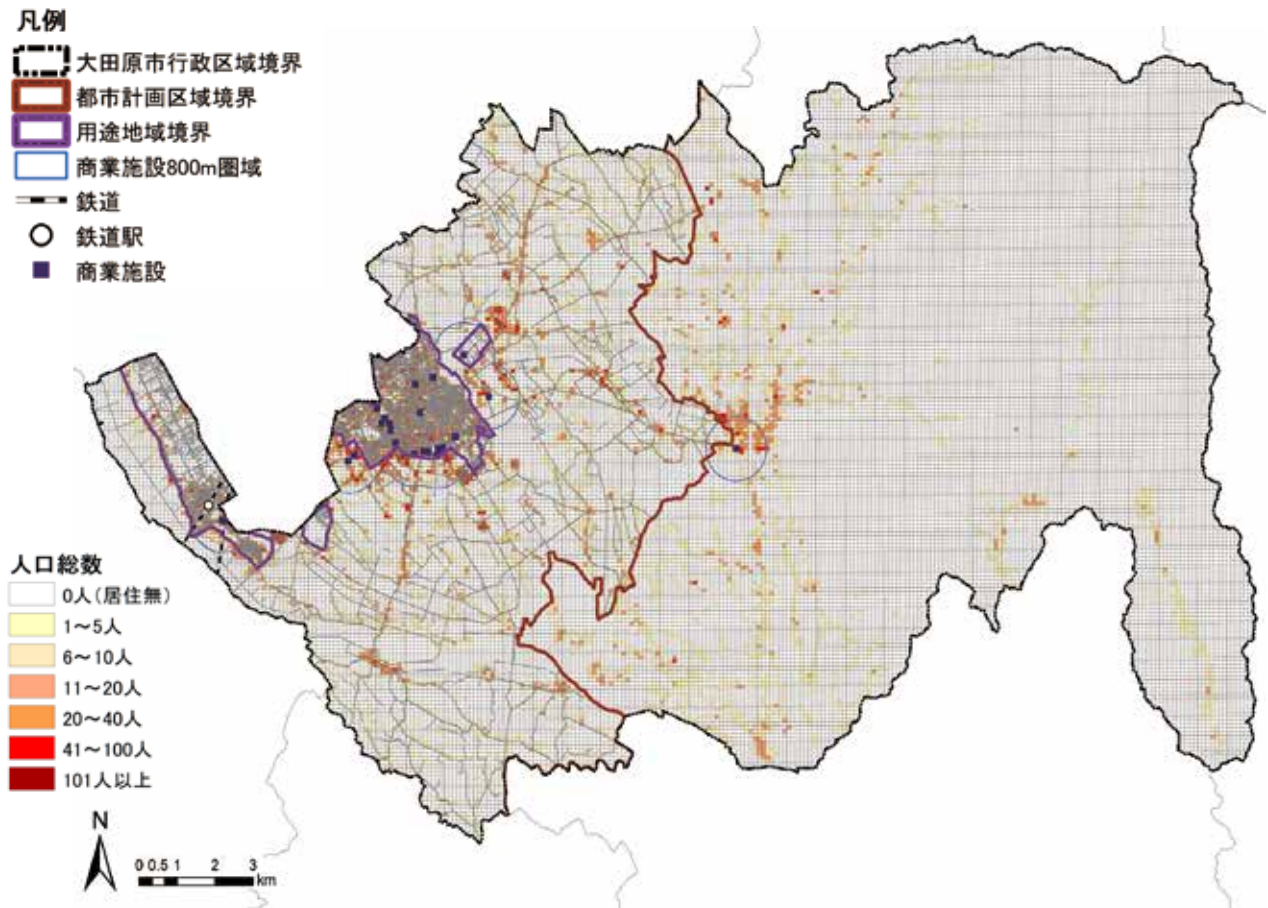 凡例
大田原市行政区域境界
都市計画区域境界
用途地域境界
商業施設800m圏域
鉄道
鉄道駅
商業施設
人口総数
0人(居住無)
1~5人
6~10人
11~20人
20~40人
41~100人
101人以上
N
0 0.5 1 2 3
km